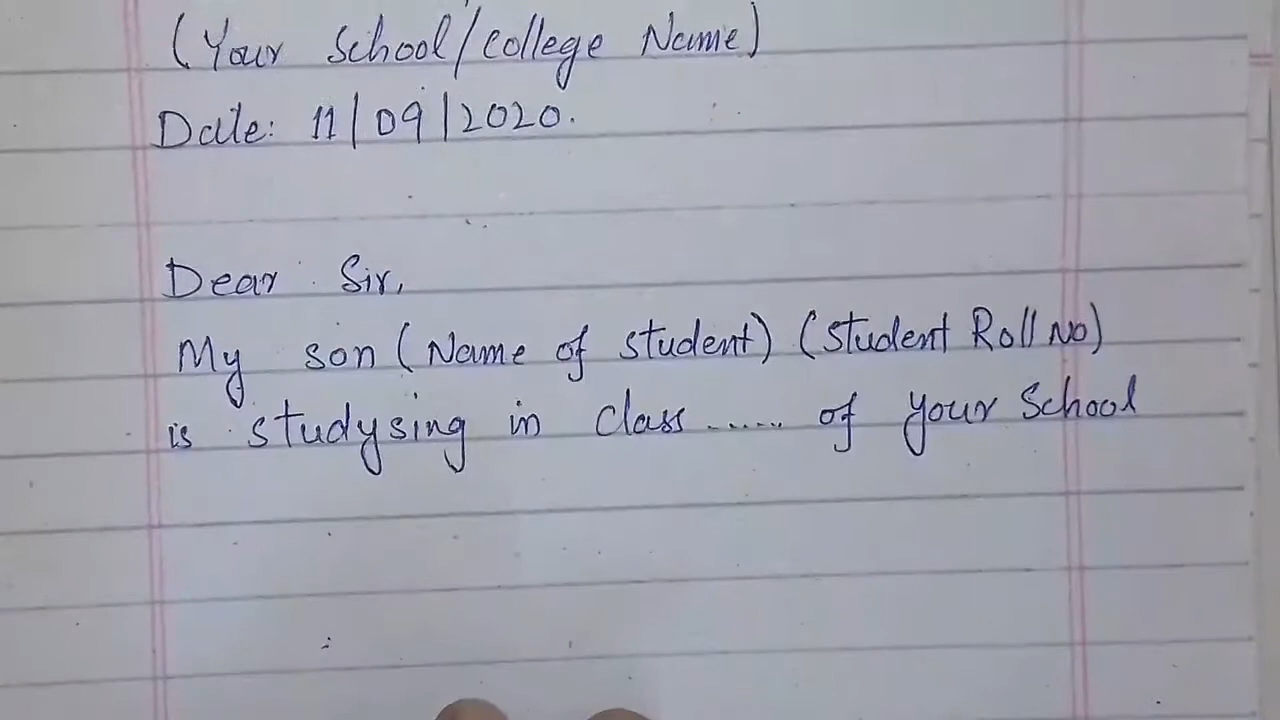 (Your School/College Name)
Date: 11/09/2020.
Dear Sir,
My son (Name of student) (Student Roll No)
is studysing in class ...... of your School